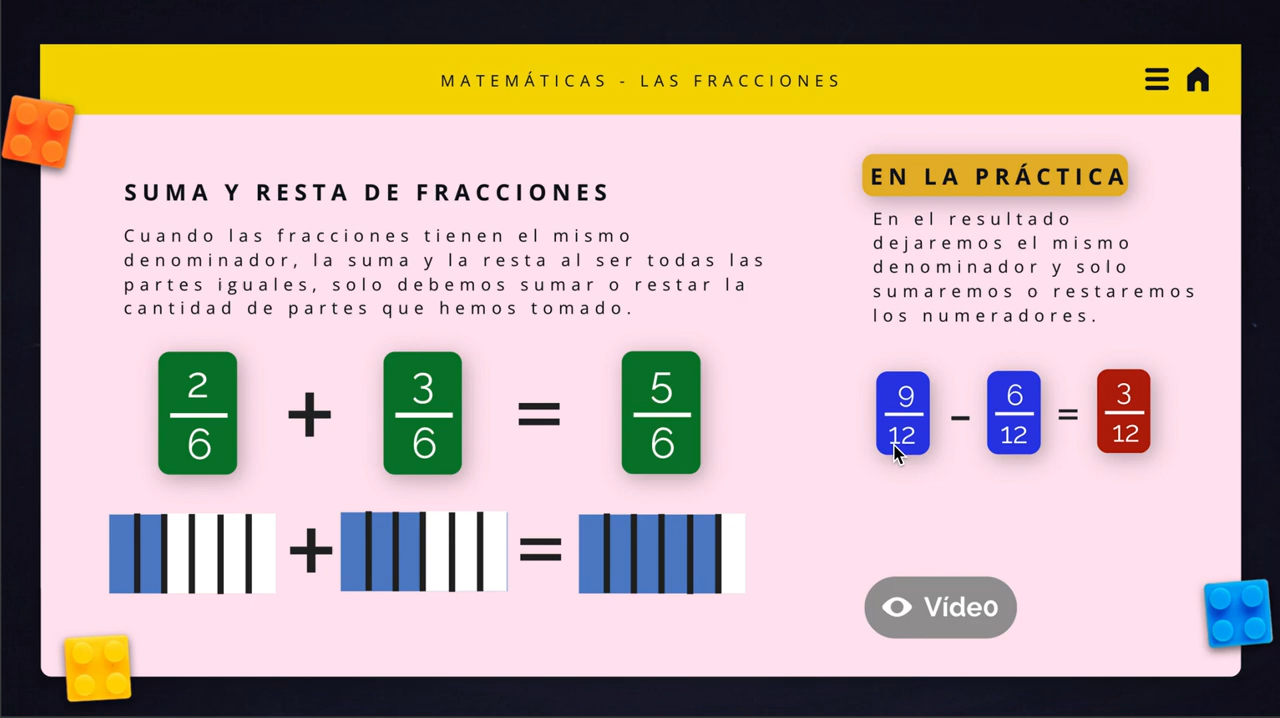 MATEMÁTICAS - LAS FRACCIONES
SUMA Y RESTA DE FRACCIONES
Cuando las fracciones tienen el mismo
denominador, la suma y la resta al ser todas las
partes iguales, solo debemos sumar o restar la
cantidad de partes que hemos tomado.
2/6 + 3/6 = 5/6
+ =
EN LA PRÁCTICA
En el resultado
dejaremos el mismo
denominador y solo
sumaremos o restaremos
los numeradores.
9/12 - 6/12 = 3/12
Vídeo